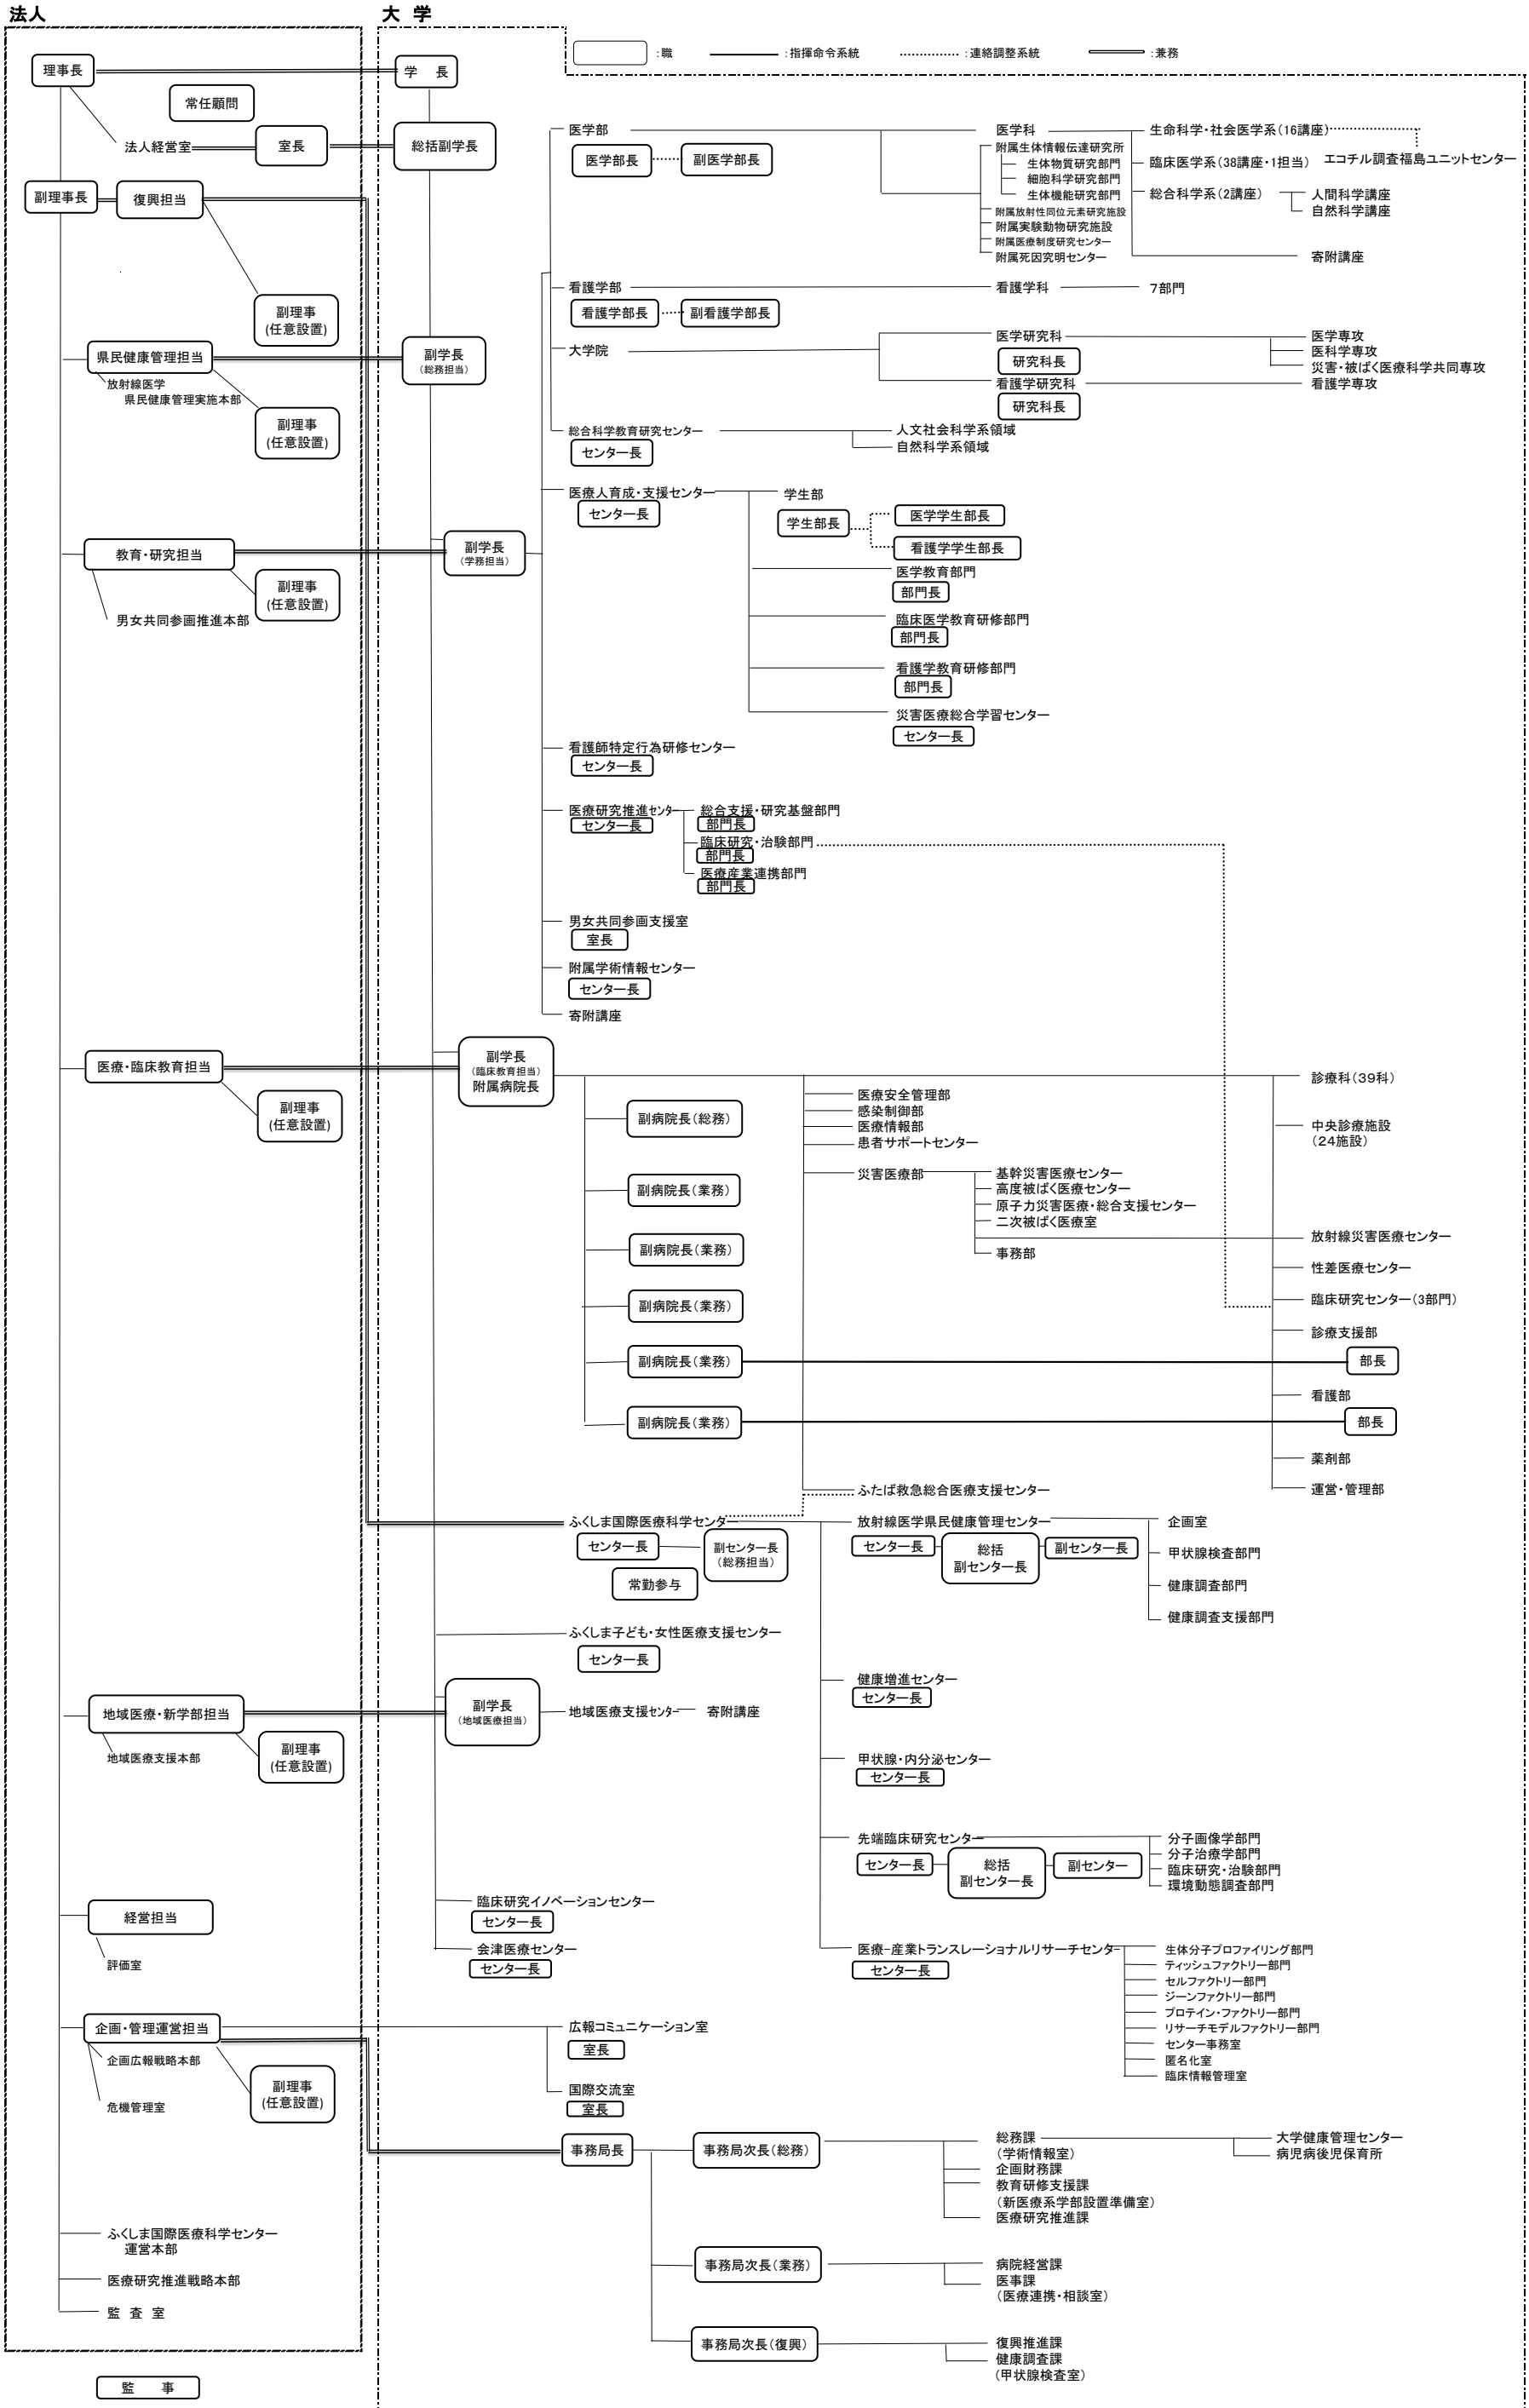 法人
大 学
:職
:指揮命令系統
:連絡調整系統
:兼務
理事長
常任顧問
法人経営室
室長
副理事長
復興担当
副理事
(任意設置)
県民健康管理担当
放射線医学
県民健康管理実施本部
副理事
(任意設置)
教育・研究担当
副理事
(任意設置)
男女共同参画推進本部
医療・臨床教育担当
副理事
(任意設置)
地域医療・新学部担当
地域医療支援本部
副理事
(任意設置)
経営担当
評価室
企画・管理運営担当
企画広報戦略本部
危機管理室
副理事
(任意設置)
ふくしま国際医療科学センター
運営本部
医療研究推進戦略本部
監 査 室
監 事
学 長
総括副学長
副学長
(総務担当)
副学長
(学務担当)
副学長
(臨床教育担当)
附属病院長
副学長
(地域医療担当)
臨床研究イノベーションセンター
センター長
会津医療センター
センター長
医学部
医学部長
副医学部長
医学科
附属生体情報伝達研究所
生体物質研究部門
細胞科学研究部門
生体機能研究部門
附属放射性同位元素研究施設
附属実験動物研究施設
附属医療制度研究センター
附属死因究明センター
生命科学・社会医学系(16講座)
エコチル調査福島ユニットセンター
臨床医学系(38講座・1担当)
総合科学系(2講座)
人間科学講座
自然科学講座
寄附講座
看護学部
看護学部長
副看護学部長
看護学科
7部門
大学院
医学研究科
研究科長
医学専攻
医科学専攻
災害・被ばく医療科学共同専攻
看護学研究科
研究科長
看護学専攻
総合科学教育研究センター
センター長
人文社会科学系領域
自然科学系領域
医療人育成・支援センター
センター長
学生部
学生部長
医学学生部長
看護学学生部長
医学教育部門
部門長
臨床医学教育研修部門
部門長
看護学教育研修部門
部門長
災害医療総合学習センター
センター長
看護師特定行為研修センター
センター長
医療研究推進センター
センター長
総合支援・研究基盤部門
部門長
臨床研究・治験部門
部門長
医療産業連携部門
部門長
男女共同参画支援室
室長
附属学術情報センター
センター長
寄附講座
副病院長(総務)
副病院長(業務)
副病院長(業務)
副病院長(業務)
副病院長(業務)
副病院長(業務)
医療安全管理部
感染制御部
医療情報部
患者サポートセンター
災害医療部
基幹災害医療センター
高度被ばく医療センター
原子力災害医療・総合支援センター
二次被ばく医療室
事務部
ふたば救急総合医療支援センター
診療科(39科)
中央診療施設
(24施設)
放射線災害医療センター
性差医療センター
臨床研究センター(3部門)
診療支援部
部長
看護部
部長
薬剤部
運営・管理部
ふくしま国際医療科学センター
センター長
副センター長
(総務担当)
常勤参与
放射線医学県民健康管理センター
センター長
総括
副センター長
副センター長
企画室
甲状腺検査部門
健康調査部門
健康調査支援部門
健康増進センター
センター長
甲状腺・内分泌センター
センター長
先端臨床研究センター
センター長
総括
副センター長
副センター
分子画像学部門
分子治療学部門
臨床研究・治験部門
環境動態調査部門
医療-産業トランスレーショナルリサーチセンター
センター長
生体分子プロファイリング部門
ティッシュファクトリー部門
セルファクトリー部門
ジーンファクトリー部門
プロテイン・ファクトリー部門
リサーチモデルファクトリー部門
センター事務室
匿名化室
臨床情報管理室
ふくしま子ども・女性医療支援センター
センター長
地域医療支援センター
寄附講座
広報コミュニケーション室
室長
国際交流室
室長
事務局長
事務局次長(総務)
総務課
(学術情報室)
企画財務課
教育研修支援課
(新医療系学部設置準備室)
医療研究推進課
大学健康管理センター
病児病後児保育所
事務局次長(業務)
病院経営課
医事課
(医療連携・相談室)
事務局次長(復興)
復興推進課
健康調査課
(甲状腺検査室)